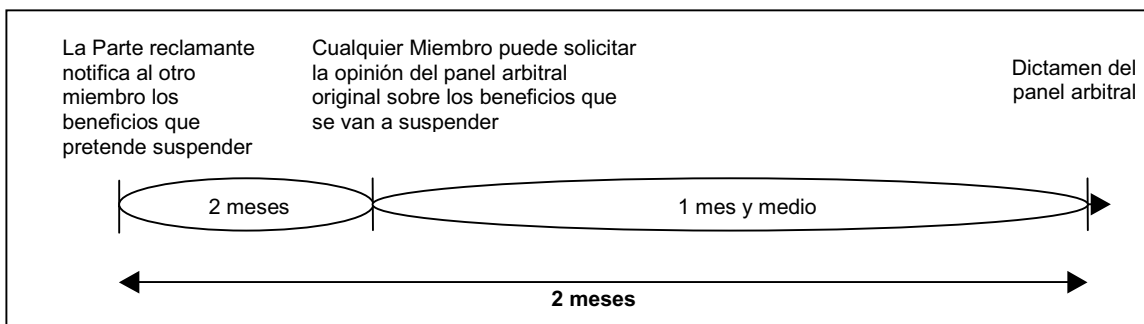 La Parte reclamante
notifica al otro
miembro los
beneficios que
pretende suspender
Cualquier Miembro puede solicitar
la opinión del panel arbitral
original sobre los beneficios que
se van a suspender
Dictamen del
panel arbitral
2 meses
1 mes y medio
2 meses